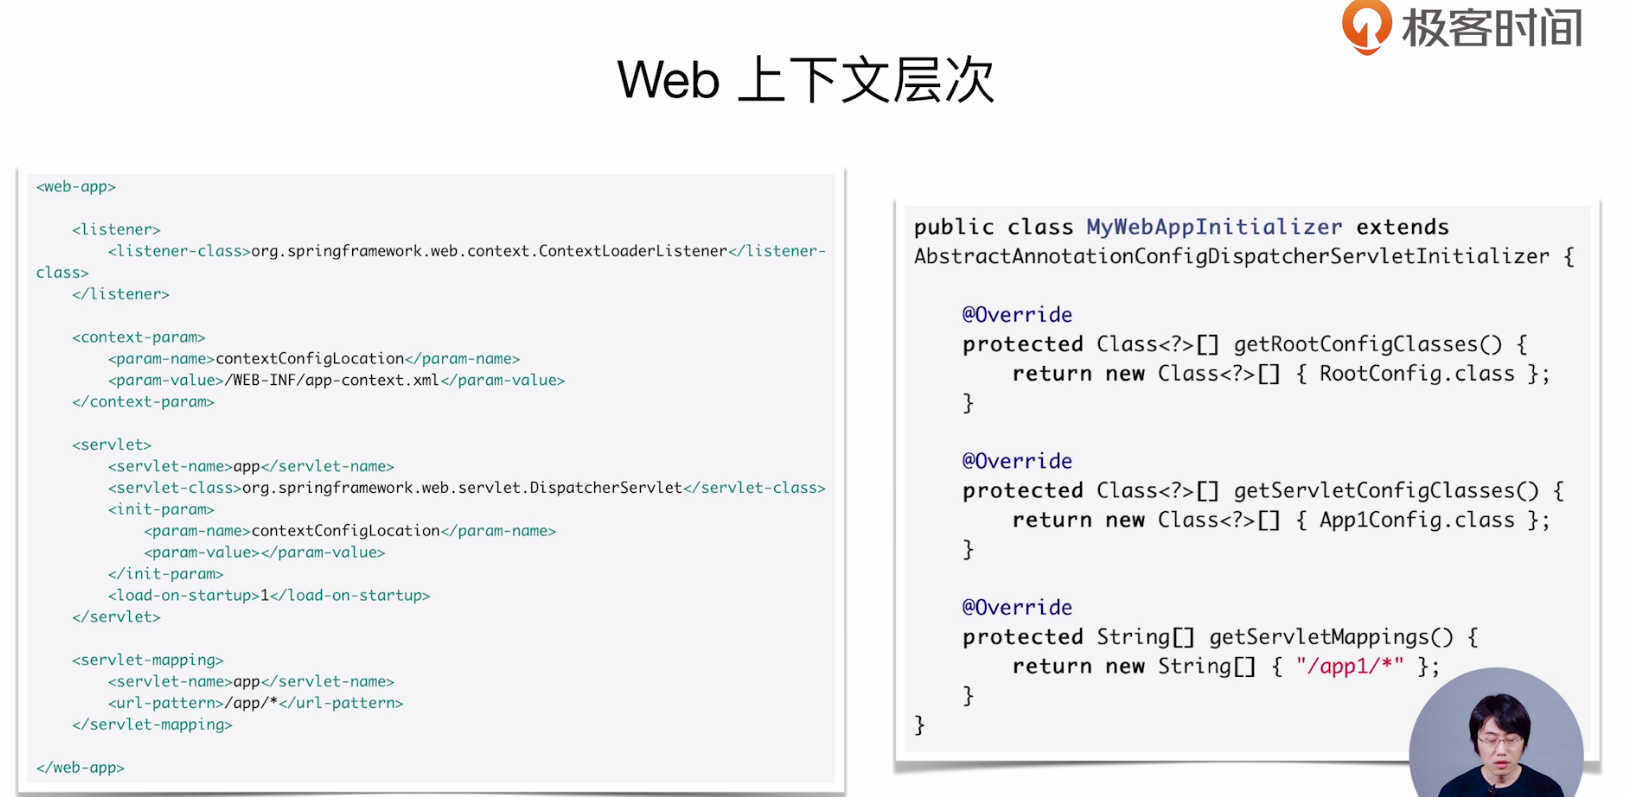 极客时间
Web 上下文层次
<web-app>
<listener>
<listener-class>org.springframework.web.context.ContextLoaderListener</listener-
class>
</listener>
<context-param>
<param-name>contextConfigLocation</param-name>
<param-value>/WEB-INF/app-context.xml</param-value>
</context-param>
<servlet>
<servlet-name>app</servlet-name>
<servlet-class>org.springframework.web.servlet.DispatcherServlet</servlet-class>
<init-param>
<param-name>contextConfigLocation</param-name>
<param-value></param-value>
</init-param>
<load-on-startup>1</load-on-startup>
</servlet>
<servlet-mapping>
<servlet-name>app</servlet-name>
<url-pattern>/app/*</url-pattern>
</servlet-mapping>
</web-app>
public class MyWebAppInitializer extends
AbstractAnnotationConfigDispatcherServletInitializer {
@Override
protected Class<?>[] getRootConfigClasses() {
return new Class<?>[] { RootConfig.class };
}
@Override
protected Class<?>[] getServletConfigClasses() {
return new Class<?>[] { App1Config.class };
}
@Override
protected String[] getServletMappings() {
return new String[] { "/app1/*" };
}
}